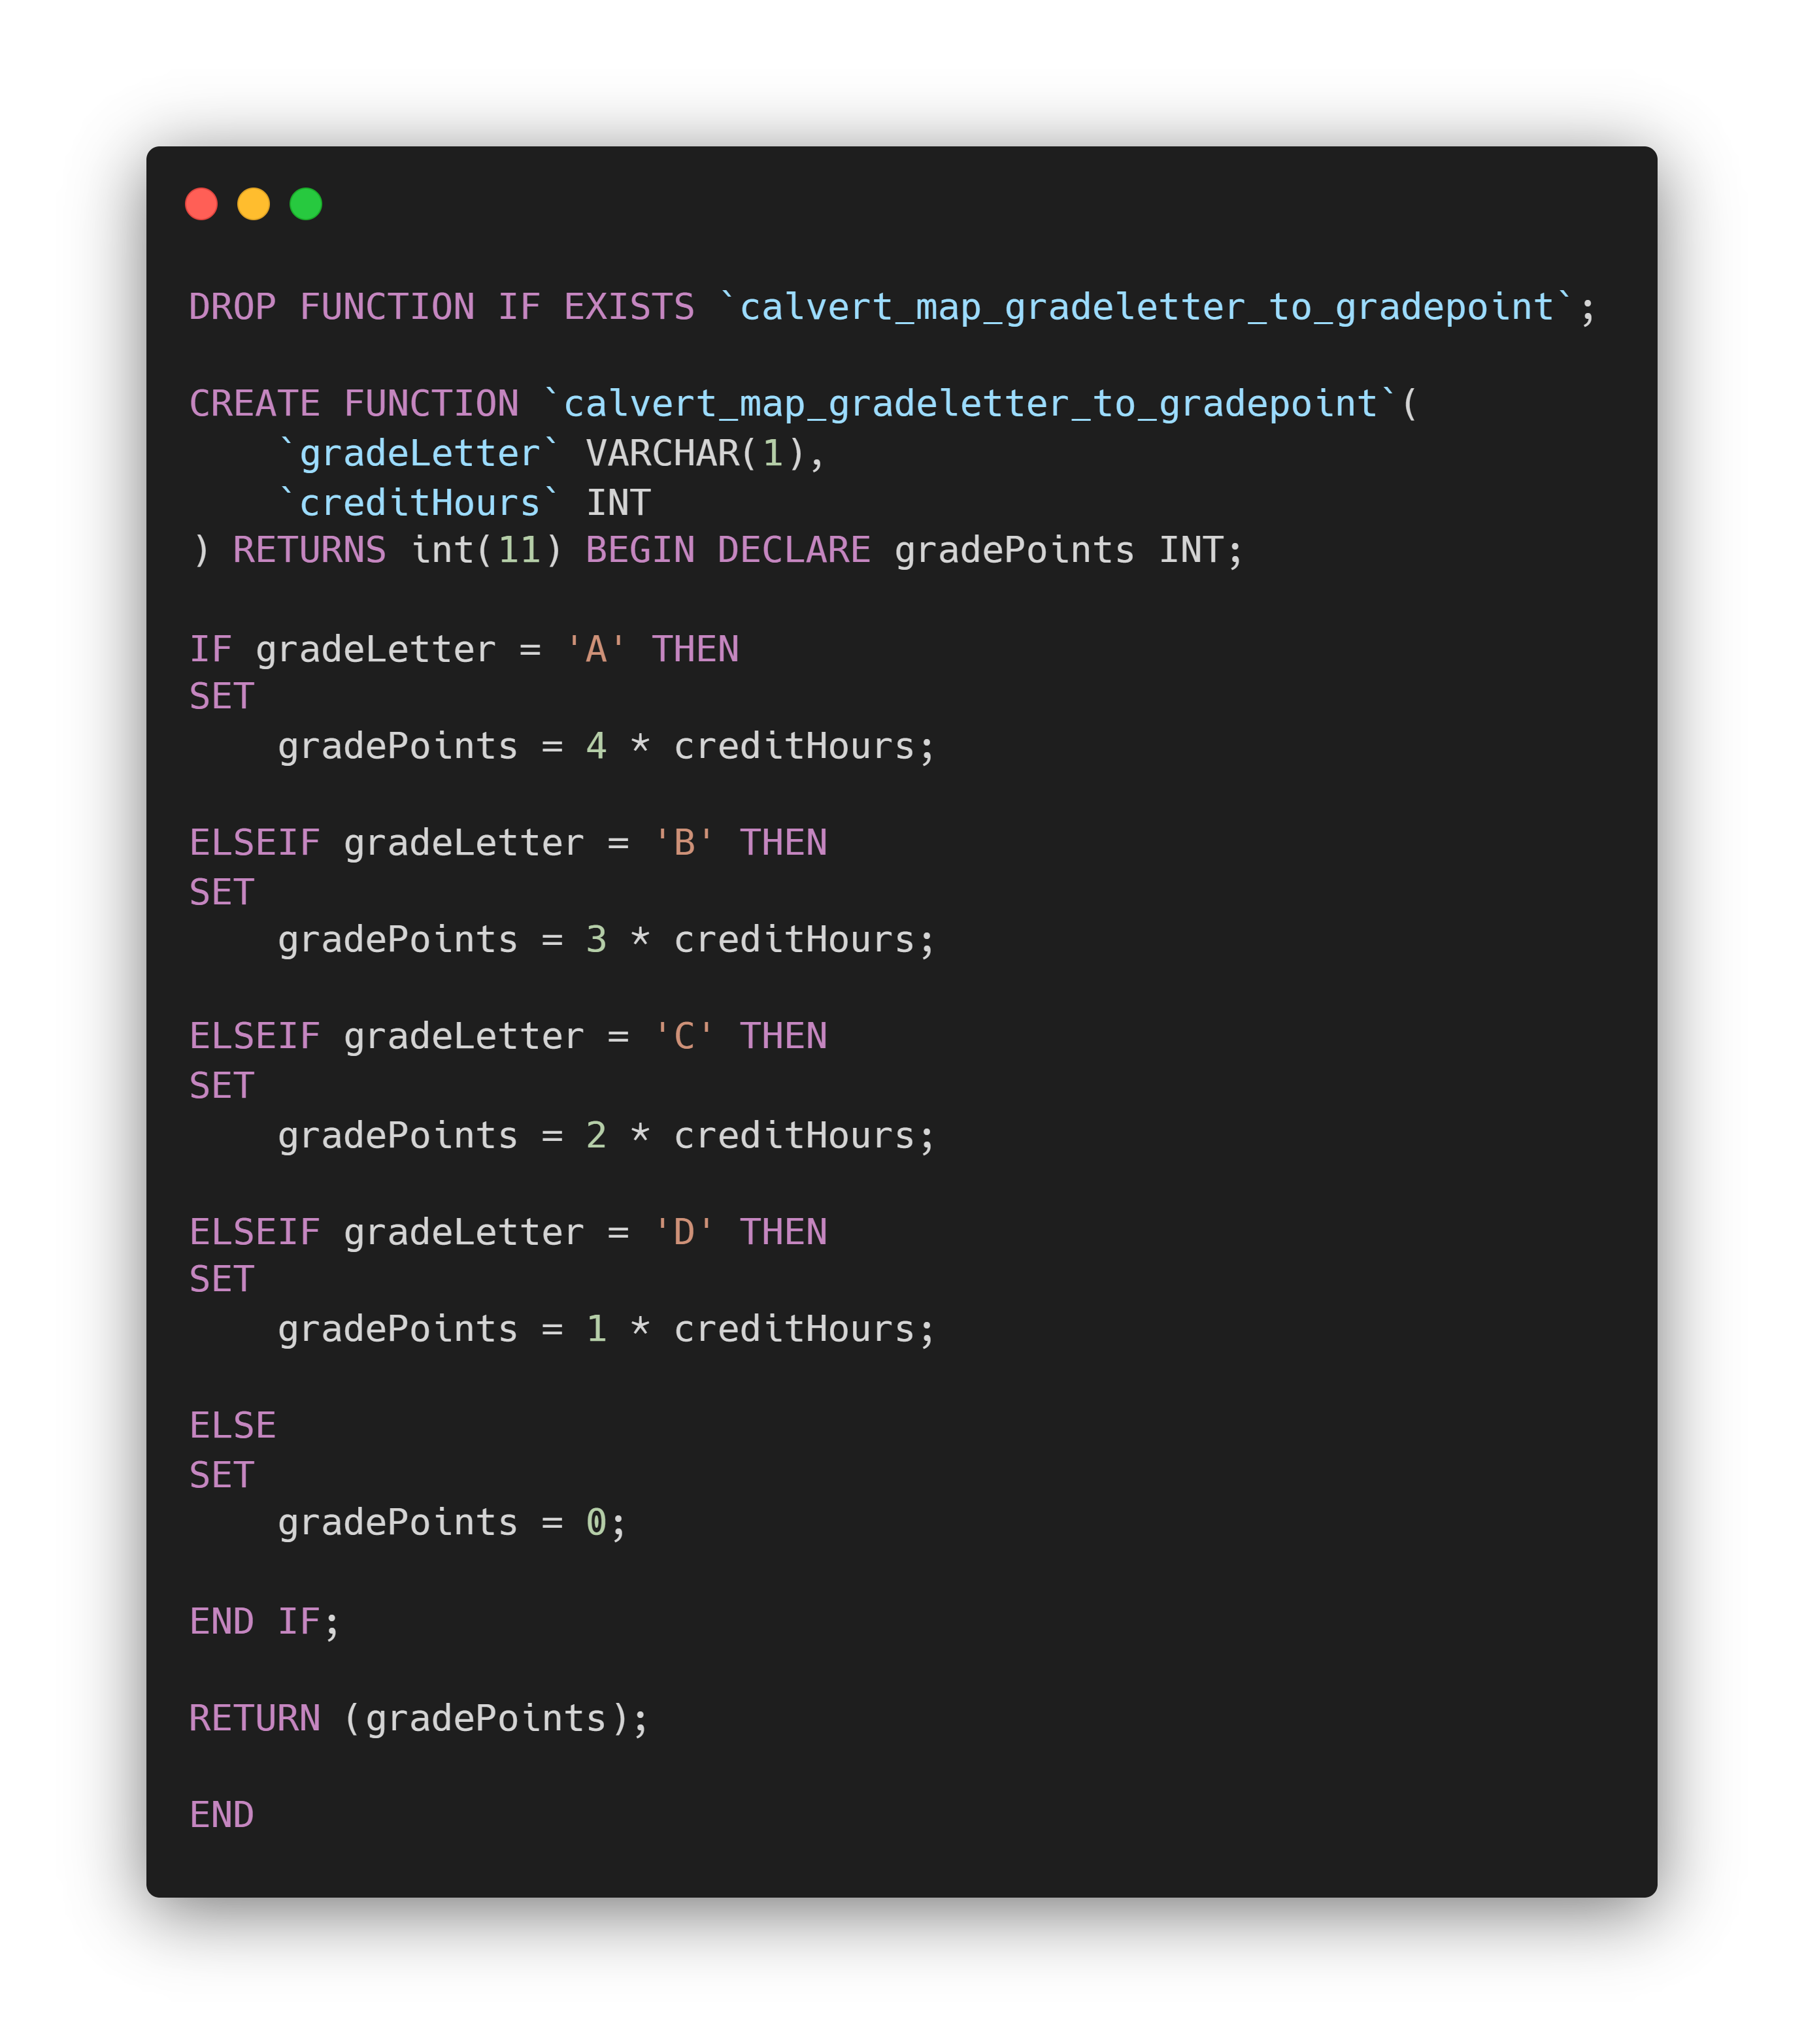 DROP FUNCTION IF EXISTS `calvert_map_gradeletter_to_gradepoint`;

CREATE FUNCTION `calvert_map_gradeletter_to_gradepoint`(
    `gradeLetter` VARCHAR(1),
    `creditHours` INT
) RETURNS int(11) BEGIN DECLARE gradePoints INT;

IF gradeLetter = 'A' THEN
SET
    gradePoints = 4 * creditHours;

ELSEIF gradeLetter = 'B' THEN
SET
    gradePoints = 3 * creditHours;

ELSEIF gradeLetter = 'C' THEN
SET
    gradePoints = 2 * creditHours;

ELSEIF gradeLetter = 'D' THEN
SET
    gradePoints = 1 * creditHours;

ELSE
SET
    gradePoints = 0;

END IF;

RETURN (gradePoints);

END